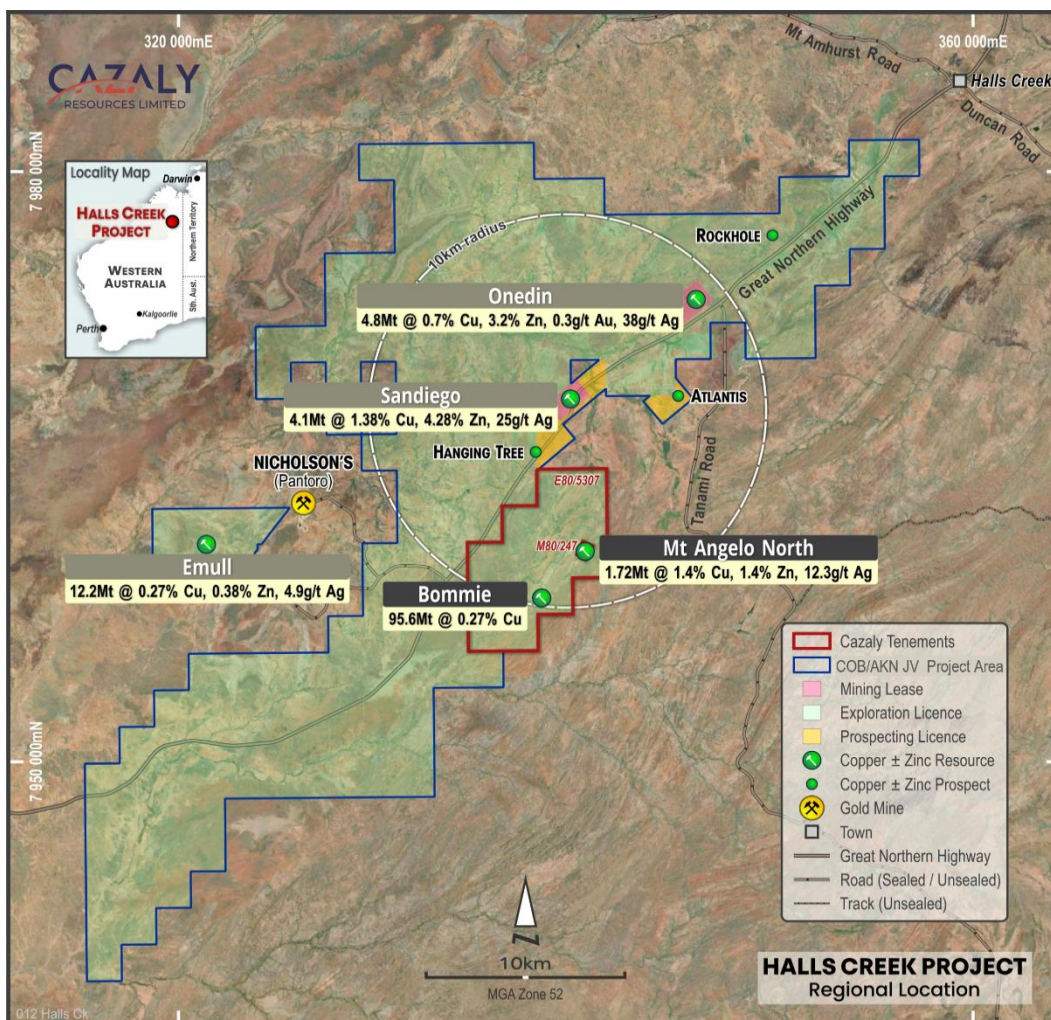 320 000mE
360 000mE
Mt Amhurst Road
Halls Creek
Duncan Road
CAZALY
RESOURCES LIMITED
7 980 000mN
Locality Map
Darwin
HALLS CREEK
PROJECT
Northern Territory
WESTERN
AUSTRALIA
Sth. Aust.
Kalgoorlie
Perth
10km radius
ROCKHOLE
Great Northern Highway
Onedin
4.8Mt @ 0.7% Cu, 3.2% Zn, 0.3g/t Au, 38g/t Ag
Sandiego
4.1Mt @ 1.38% Cu, 4.28% Zn, 25g/t Ag
ATLANTIS
HANGING TREE
Tanami Road
NICHOLSON'S
(Pantoro)
E80/5307
M80/247
Mt Angelo North
1.72Mt @ 1.4% Cu, 1.4% Zn, 12.3g/t Ag
Emull
12.2Mt @ 0.27% Cu, 0.38% Zn, 4.9g/t Ag
Bommie
95.6Mt @ 0.27% Cu
7 950 000mN
Cazaly Tenements
COB/AKN JV Project Area
Mining Lease
Exploration Licence
Prospecting Licence
Copper ± Zinc Resource
Copper ± Zinc Prospect
Gold Mine
Town
Great Northern Highway
Road (Sealed / Unsealed)
Track (Unsealed)
Z
10km
MGA Zone 52
HALLS CREEK PROJECT
Regional Location
012 Halls Ck